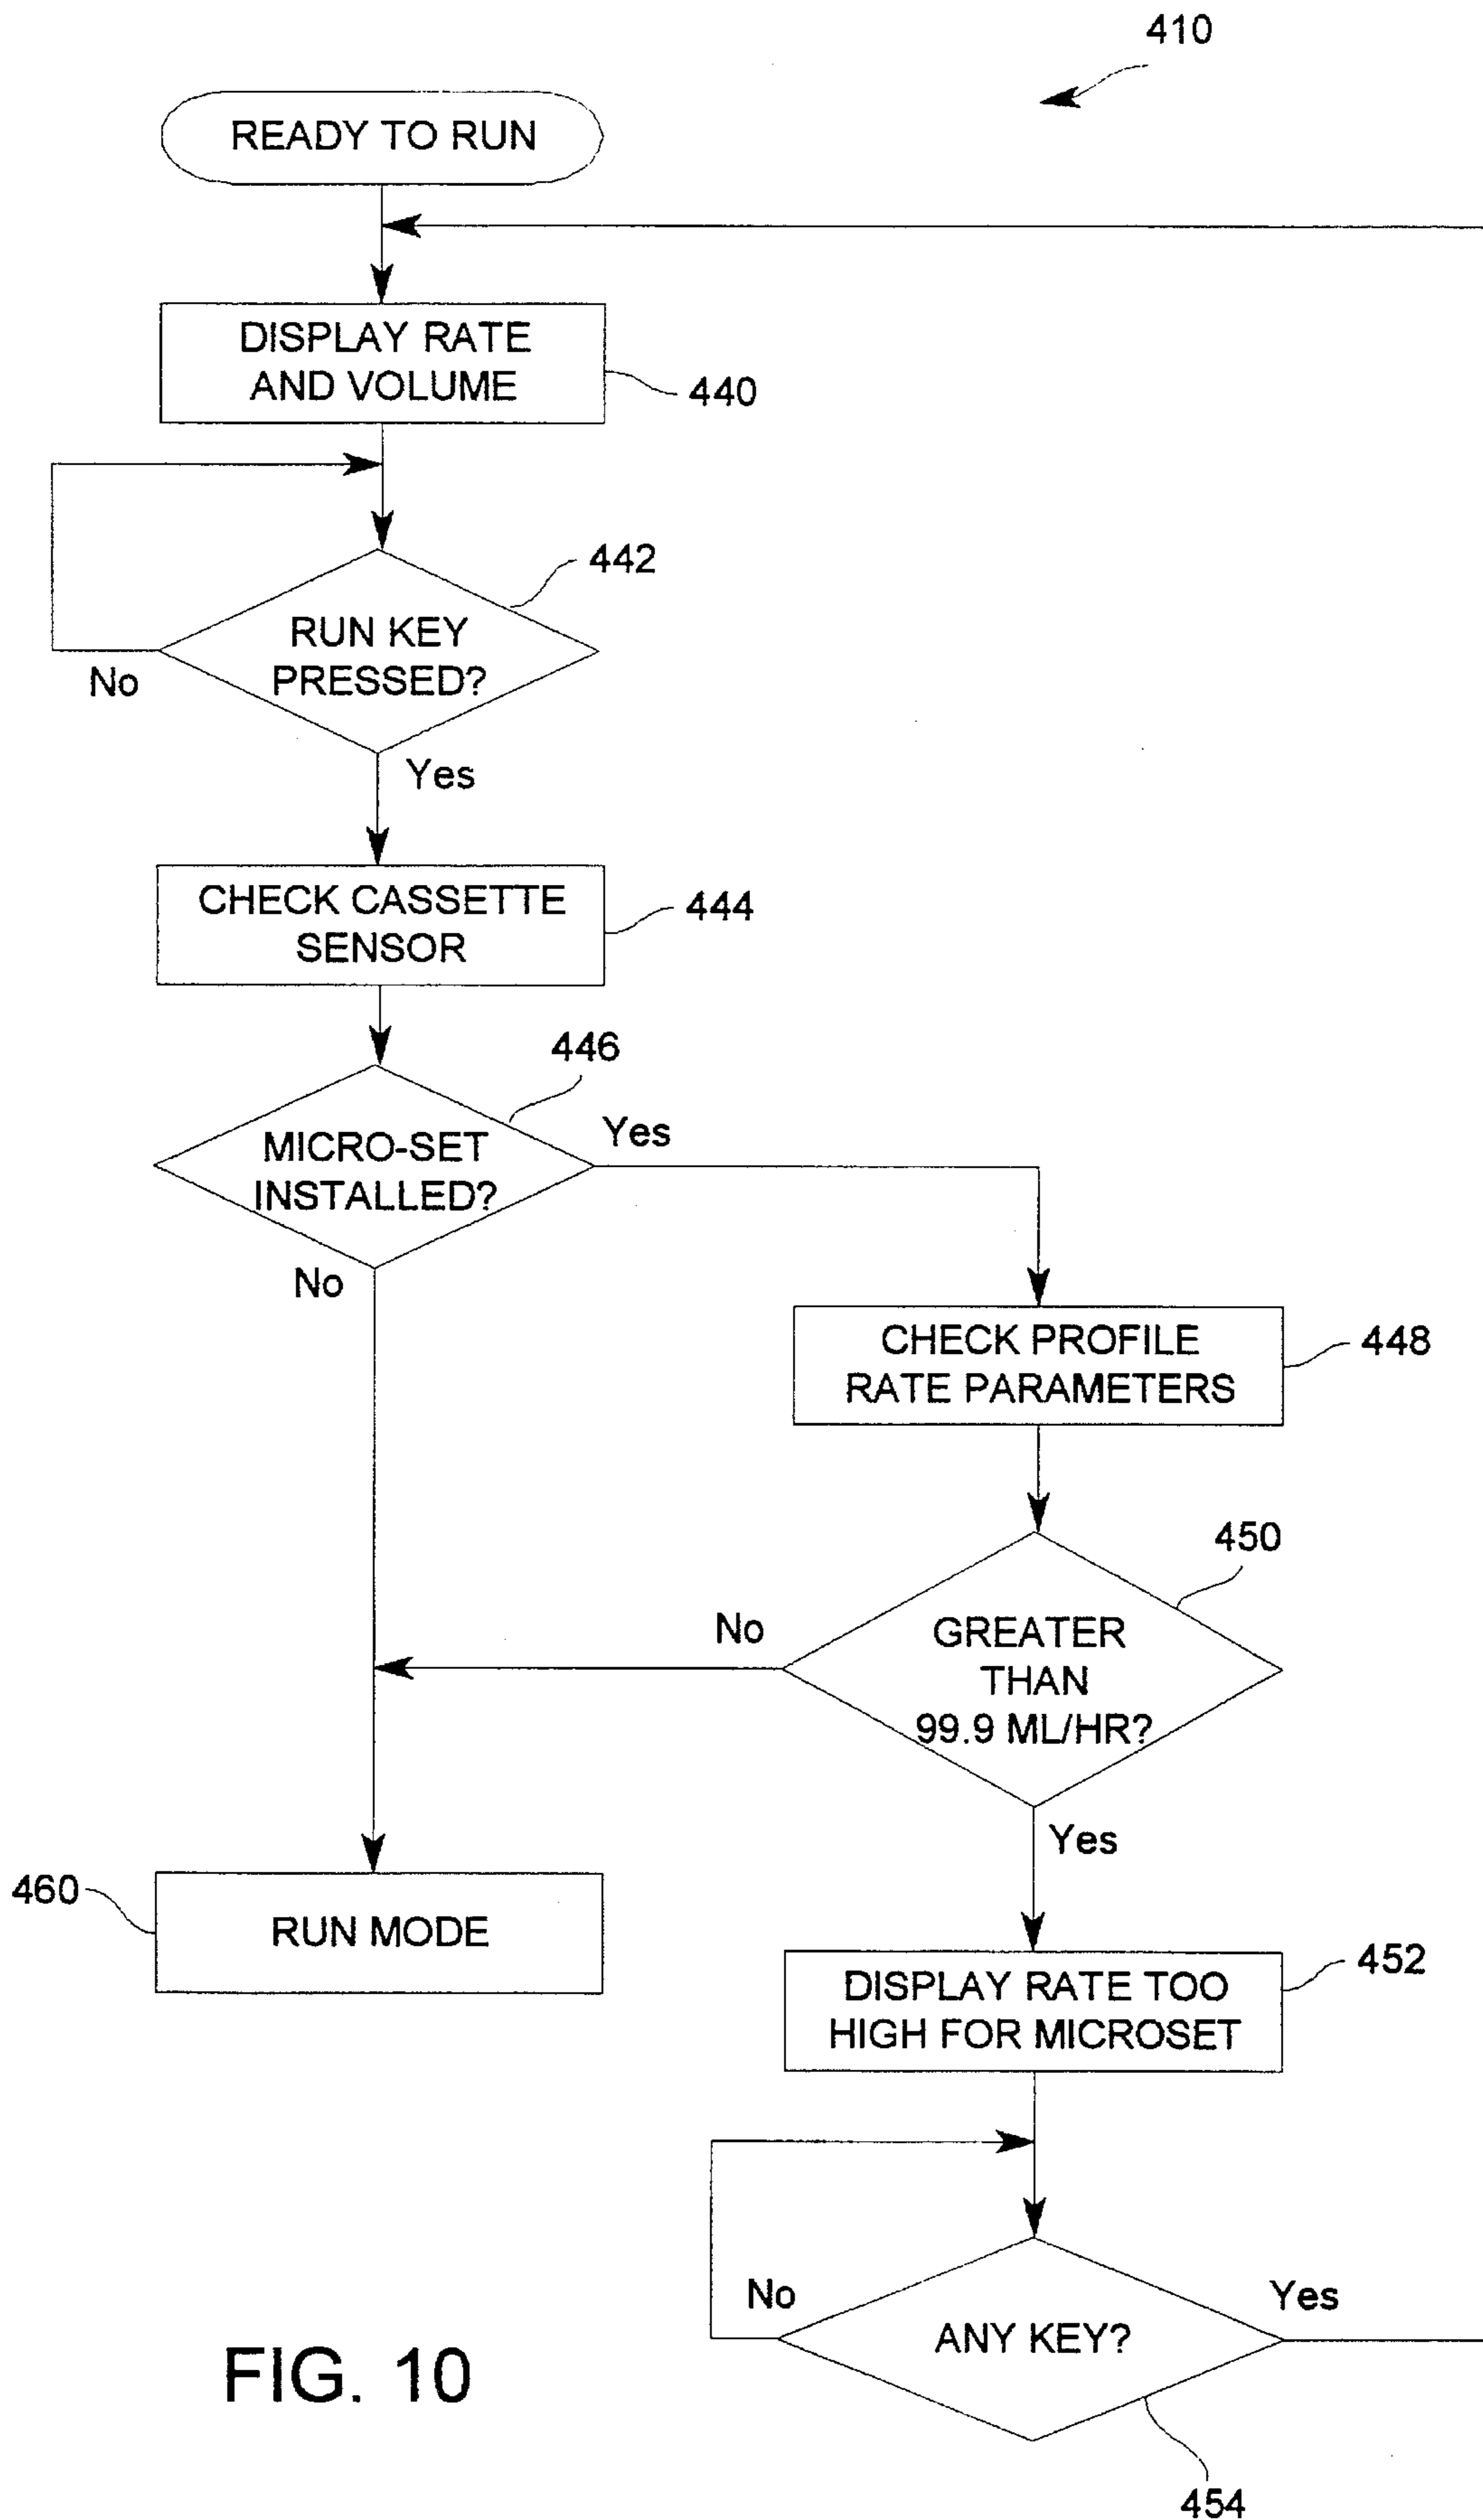 410
READY TO RUN
DISPLAY RATE
AND VOLUME
440
442
RUN KEY
PRESSED?
No
Yes
CHECK CASSETTE
SENSOR
444
446
MICRO-SET
INSTALLED?
Yes
No
CHECK PROFILE
RATE PARAMETERS
448
450
GREATER
THAN
99.9 ML/HR?
No
Yes
460
RUN MODE
DISPLAY RATE TOO
HIGH FOR MICROSET
452
No
ANY KEY?
Yes
454
FIG. 10